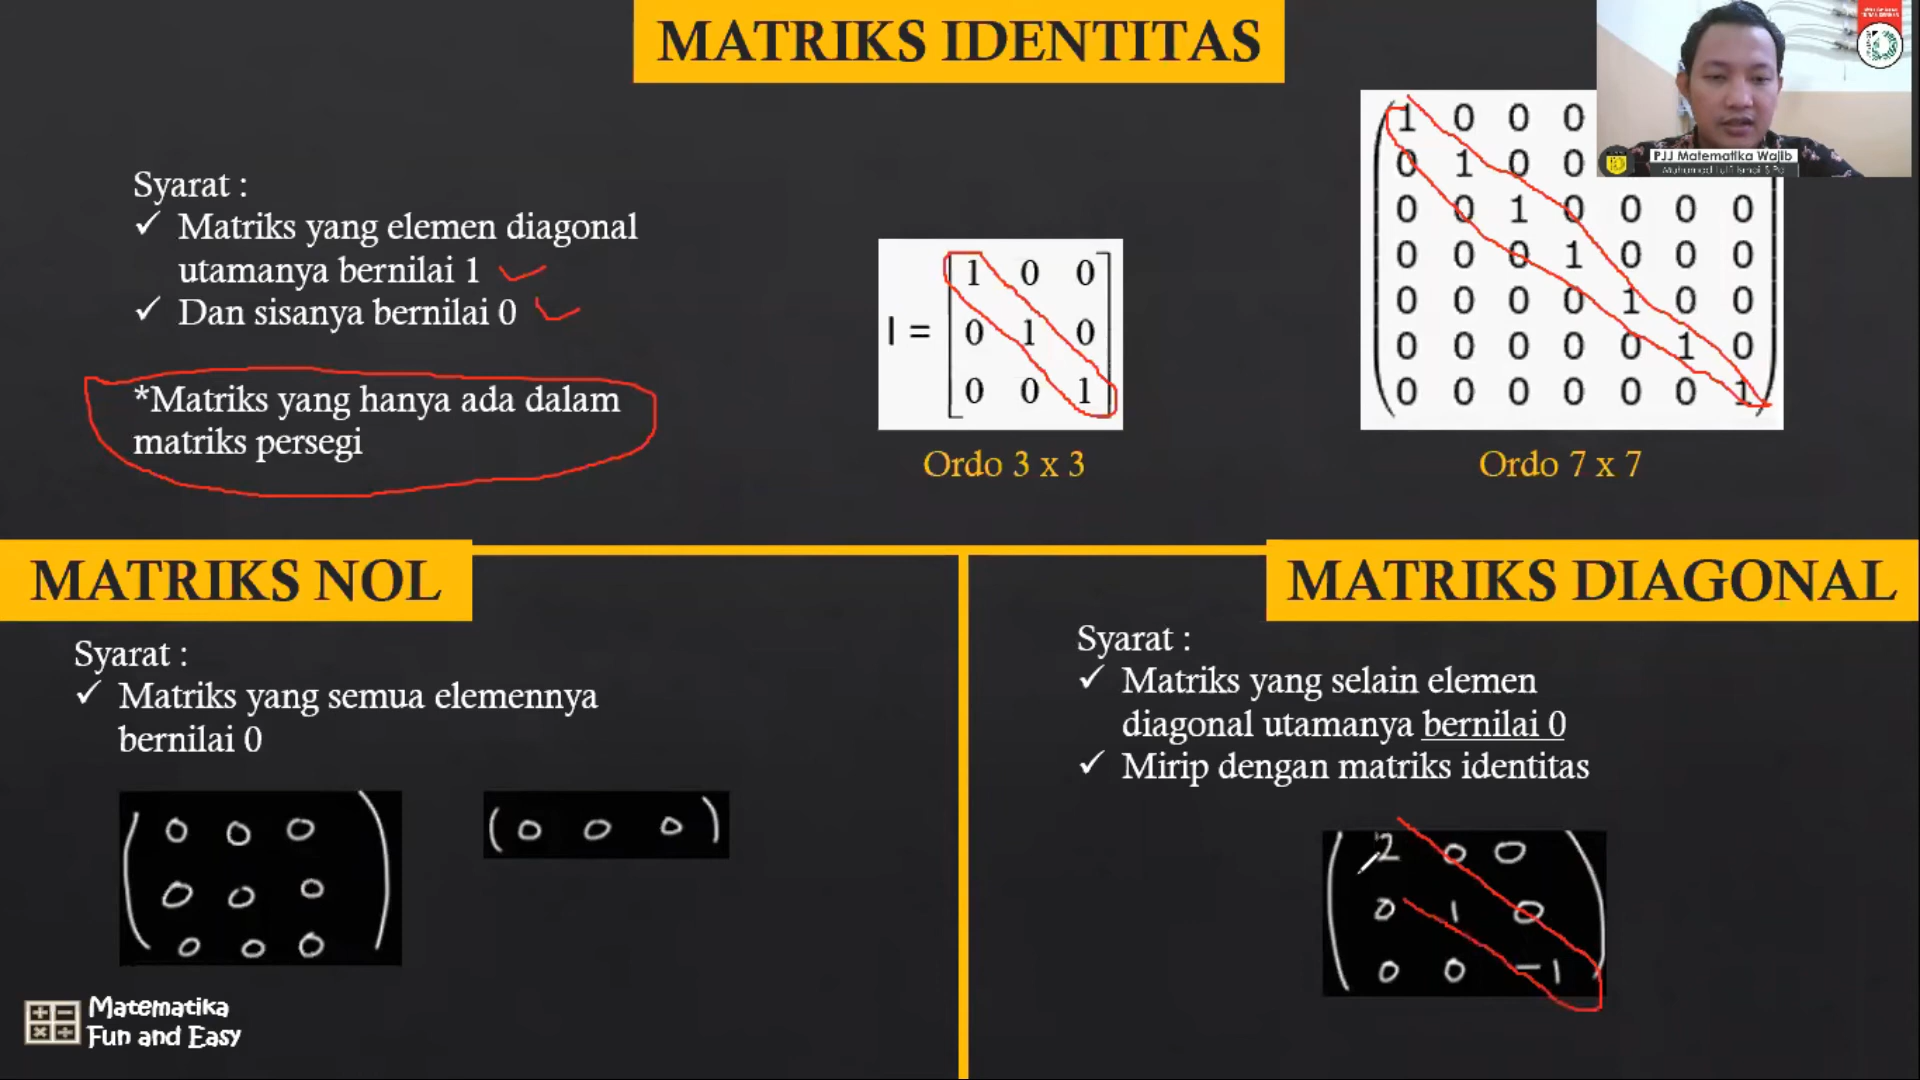 MATRIKS IDENTITAS
PJJ Matematika Wajib
Syarat :
✓ Matriks yang elemen diagonal
utamanya bernilai 1
✓ Dan sisanya bernilai 0
*Matriks yang hanya ada dalam
matriks persegi
1 0 0
I = 0 1 0
0 0 1
Ordo 3 x 3
1 0 0 0
0 1 0 0
0 0 1 0 0 0 0
0 0 0 1 0 0 0
0 0 0 0 1 0 0
0 0 0 0 0 1 0
0 0 0 0 0 0 1
Ordo 7 x 7
MATRIKS NOL
Syarat :
✓ Matriks yang semua elemennya
bernilai 0
0 0 0
0 0 0
0 0 0
(0 0 0)
Matematika
Fun and Easy
MATRIKS DIAGONAL
Syarat :
✓ Matriks yang selain elemen
diagonal utamanya bernilai 0
✓ Mirip dengan matriks identitas
2 0 0
0 1 0
0 0 -1